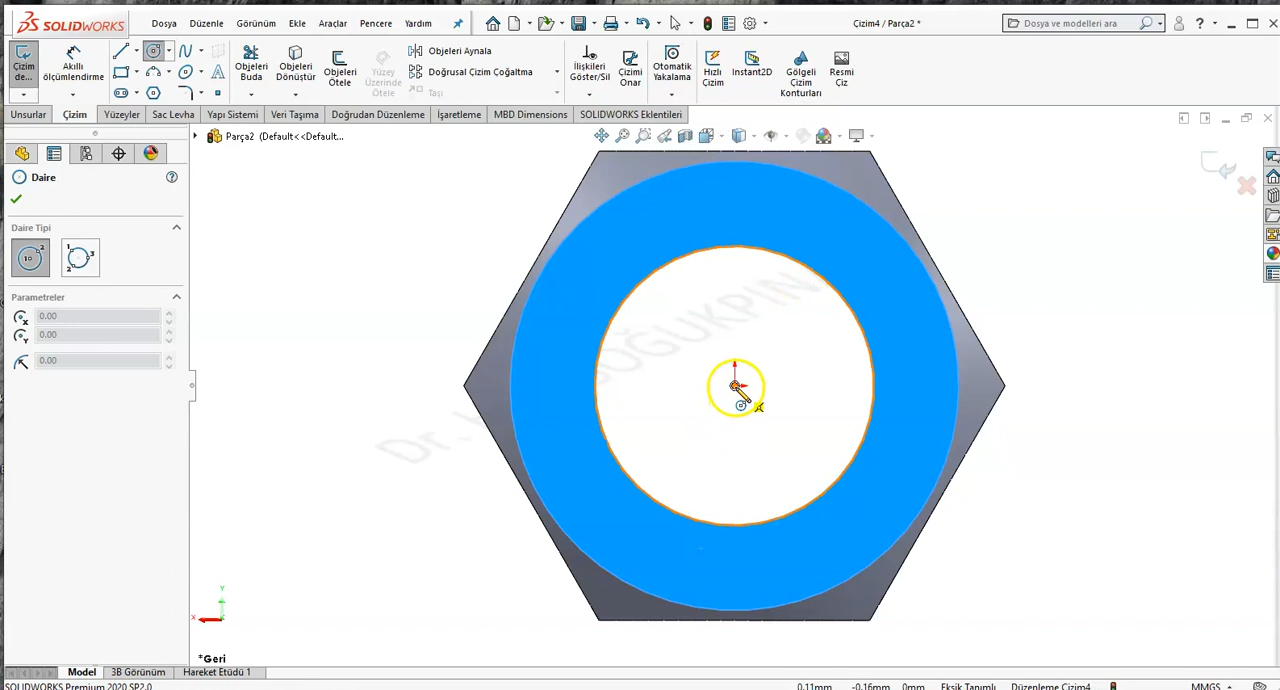 SOLIDWORKS
Dosya
Düzenle
Görünüm
Ekle
Araçlar
Pencere
Yardım
Çizim4 / Parça2 *
Dosya ve modelleri ara
Çizim de...
Akıllı ölçümlendirme
Objeleri Buda
Objeleri Dönüştür
Objeleri Ötele
Yüzey Üzerinde Ötele
Objeleri Aynala
Doğrusal Çizim Çoğaltma
Taşı
İlişkileri Göster/Sil
Çizimi Onar
Otomatik Yakalama
Hızlı Çizim
Instant2D
Gölgeli Çizim Konturları
Resmi Çiz
Unsurlar
Çizim
Yüzeyler
Sac Levha
Yapı Sistemi
Veri Taşıma
Doğrudan Düzenleme
İşaretleme
MBD Dimensions
SOLIDWORKS Eklentileri
Parça2 (Default<<Default...
Daire
Daire Tipi
Parametreler
0.00
0.00
0.00
*Geri
Model
3B Görünüm
Hareket Etüdü 1
SOLIDWORKS Premium 2020 SP2.0
0.11mm
-0.16mm
0mm
Eksik Tanımlı
Düzenleme Çizim4
MMGS